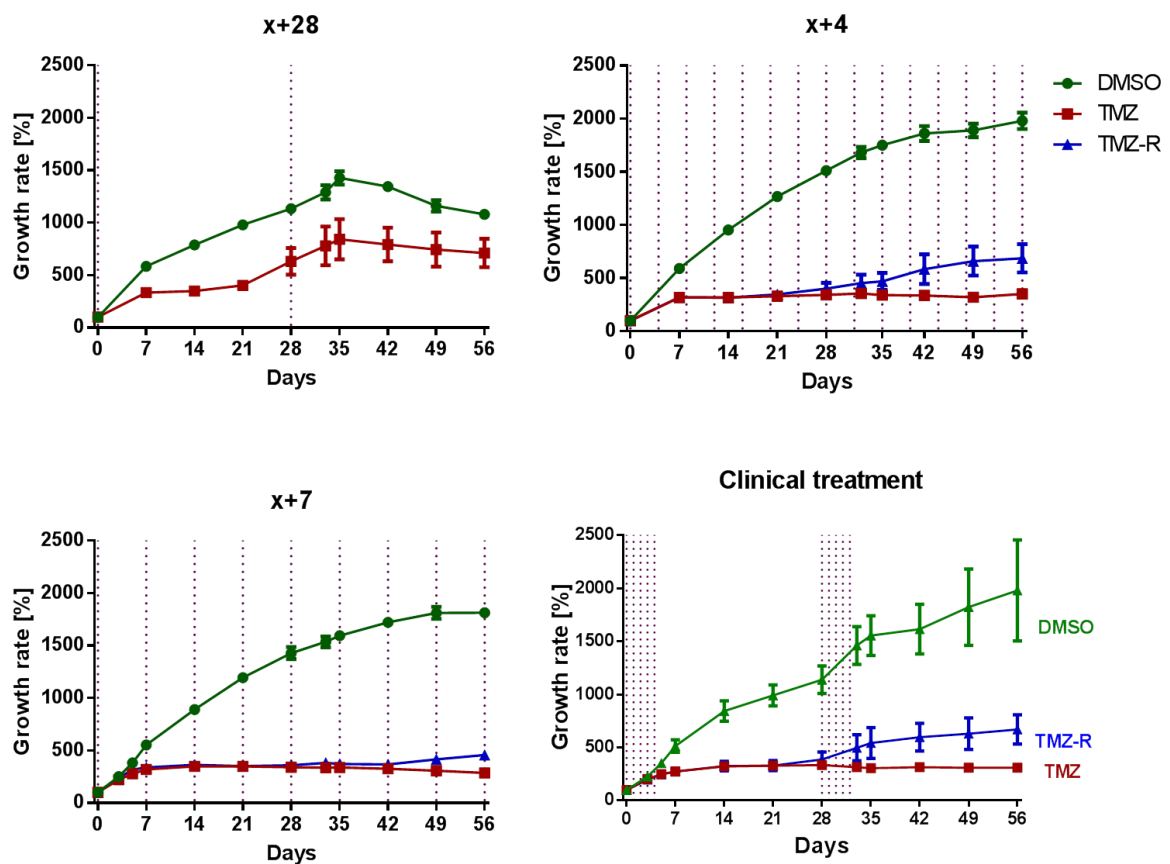 x+28
Growth rate [%]
2500
2000
1500
1000
500
0
0 7 14 21 28 35 42 49 56
Days
x+4
Growth rate [%]
2500
2000
1500
1000
500
0
0 7 14 21 28 35 42 49 56
Days
DMSO
TMZ
TMZ-R
x+7
Growth rate [%]
2500
2000
1500
1000
500
0
0 7 14 21 28 35 42 49 56
Days
Clinical treatment
Growth rate [%]
2500
2000
1500
1000
500
0
0 7 14 21 28 35 42 49 56
Days
DMSO
TMZ-R
TMZ